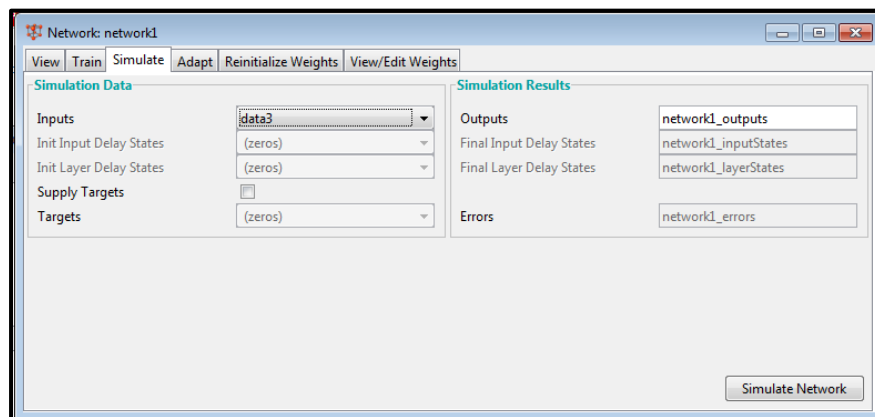 Network: network1
View Train Simulate Adapt Reinitialize Weights View/Edit Weights
Simulation Data
Inputs data3
Init Input Delay States (zeros)
Init Layer Delay States (zeros)
Supply Targets
Targets (zeros)
Simulation Results
Outputs network1_outputs
Final Input Delay States network1_inputStates
Final Layer Delay States network1_layerStates
Errors network1_errors
Simulate Network